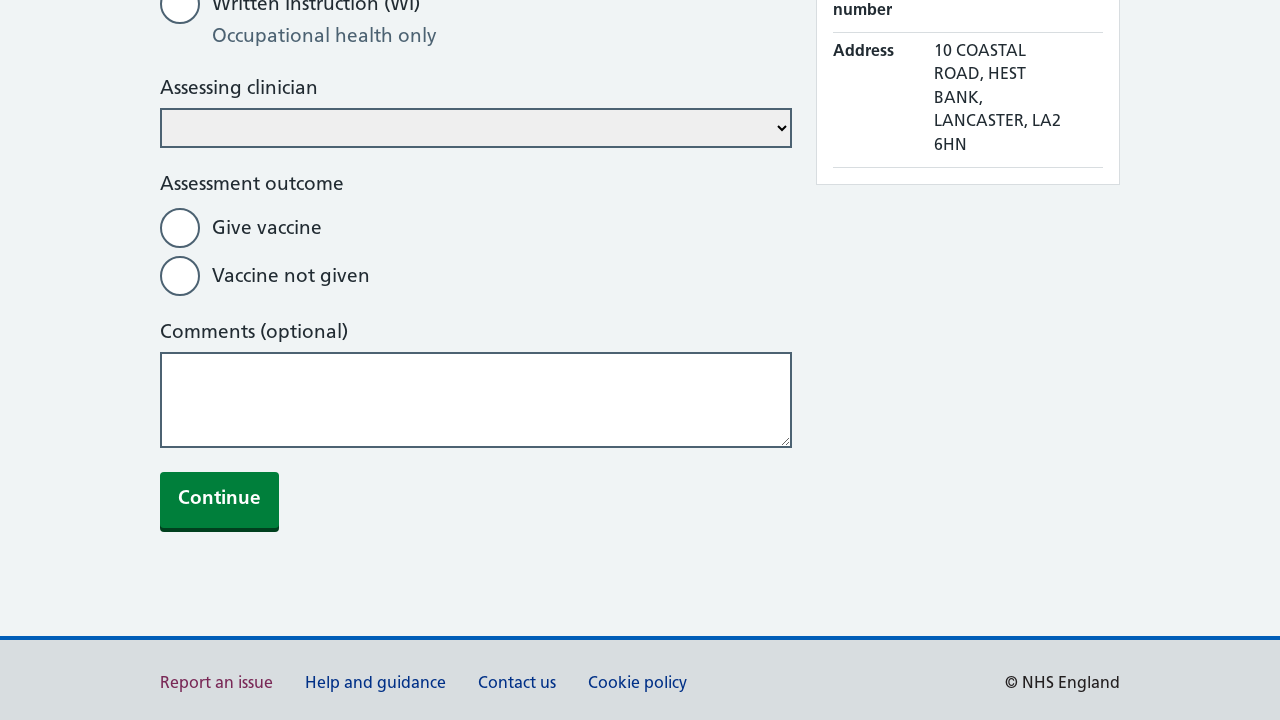 Written Instruction (WI)
Occupational health only
Assessing clinician
Assessment outcome
Give vaccine
Vaccine not given
Comments (optional)
Continue
number
Address
10 COASTAL
ROAD, HEST
BANK,
LANCASTER, LA2
6HN
Report an issue
Help and guidance
Contact us
Cookie policy
© NHS England